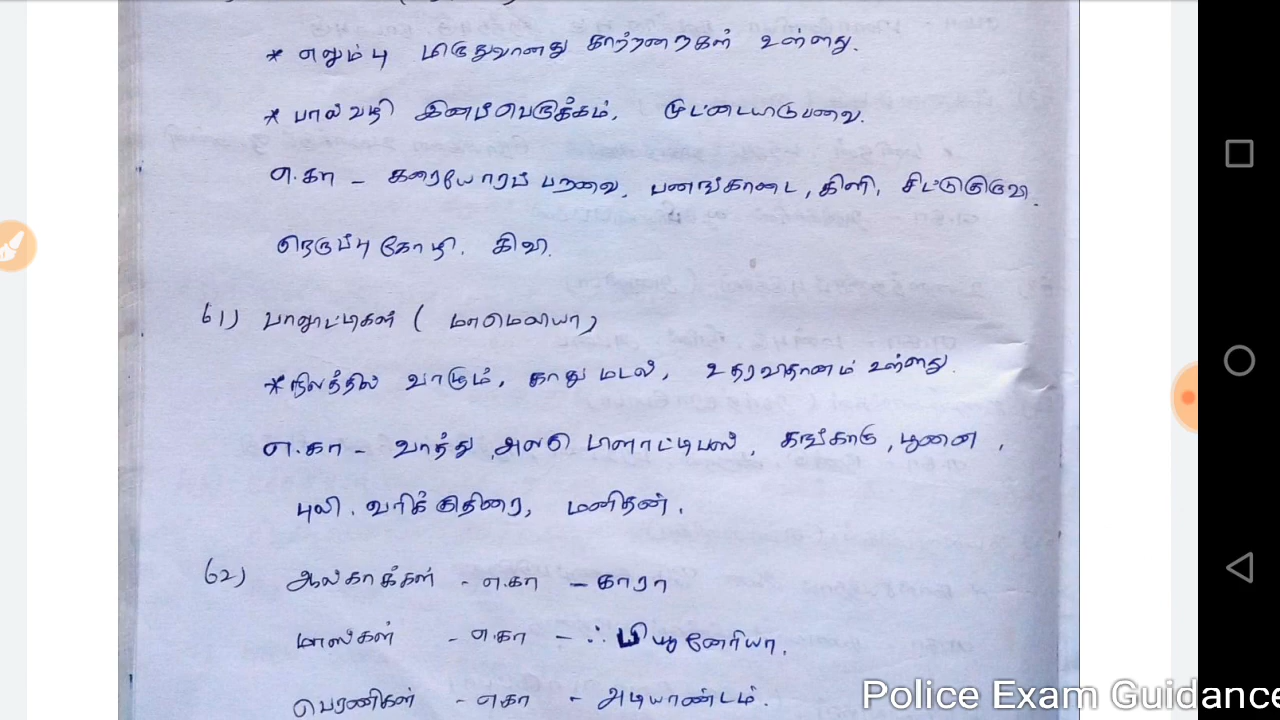 * எலும்பு மிருதுவானது காற்றறைகள் உள்ளது.
* பால்வழி இனப்பெருக்கம், முட்டையிடுபவை.
எ.கா - கரையோரப் பறவை, பனங்காடை, கிளி, சிட்டுகுருவி.
நெருப்பு கோழி. கிவி.
61) பாலூட்டிகள் ( மாமெலியா)
* நிலத்தில் வாழும், காது மடல், உதரவிதானம் உள்ளது.
எ.கா - வாத்து அலகு பிளாட்டிபஸ், கங்காரு, பூனை,
புலி. வரிக்குதிரை, மனிதன்.
62) ஆல்காக்கள் - எ.கா - காரா
மாஸ்கள் - எ.கா - ஃபியூனேரியா.
பெரணிகள் - எ.கா - அடியாண்டம்.
Police Exam Guidance